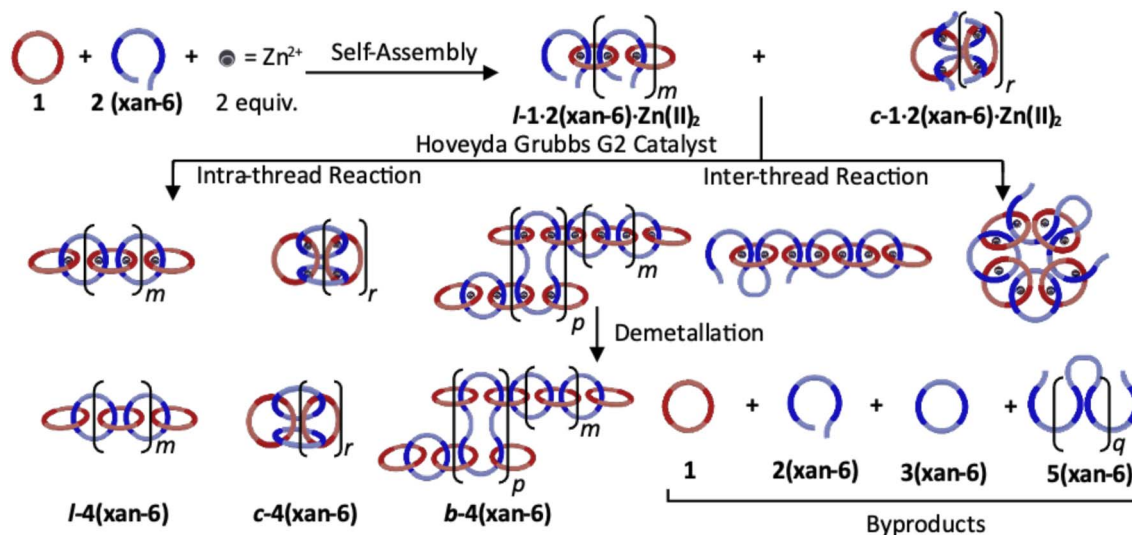 + + = Zn²⁺ Self-Assembly +
1 2 (xan-6) 2 equiv. m r
l-1·2(xan-6)·Zn(II)₂ c-1·2(xan-6)·Zn(II)₂
Hoveyda Grubbs G2 Catalyst
Intra-thread Reaction Inter-thread Reaction
m r m
p
Demetallation
m r m + + +
p q
1 2(xan-6) 3(xan-6) 5(xan-6)
l-4(xan-6) c-4(xan-6) b-4(xan-6)
Byproducts